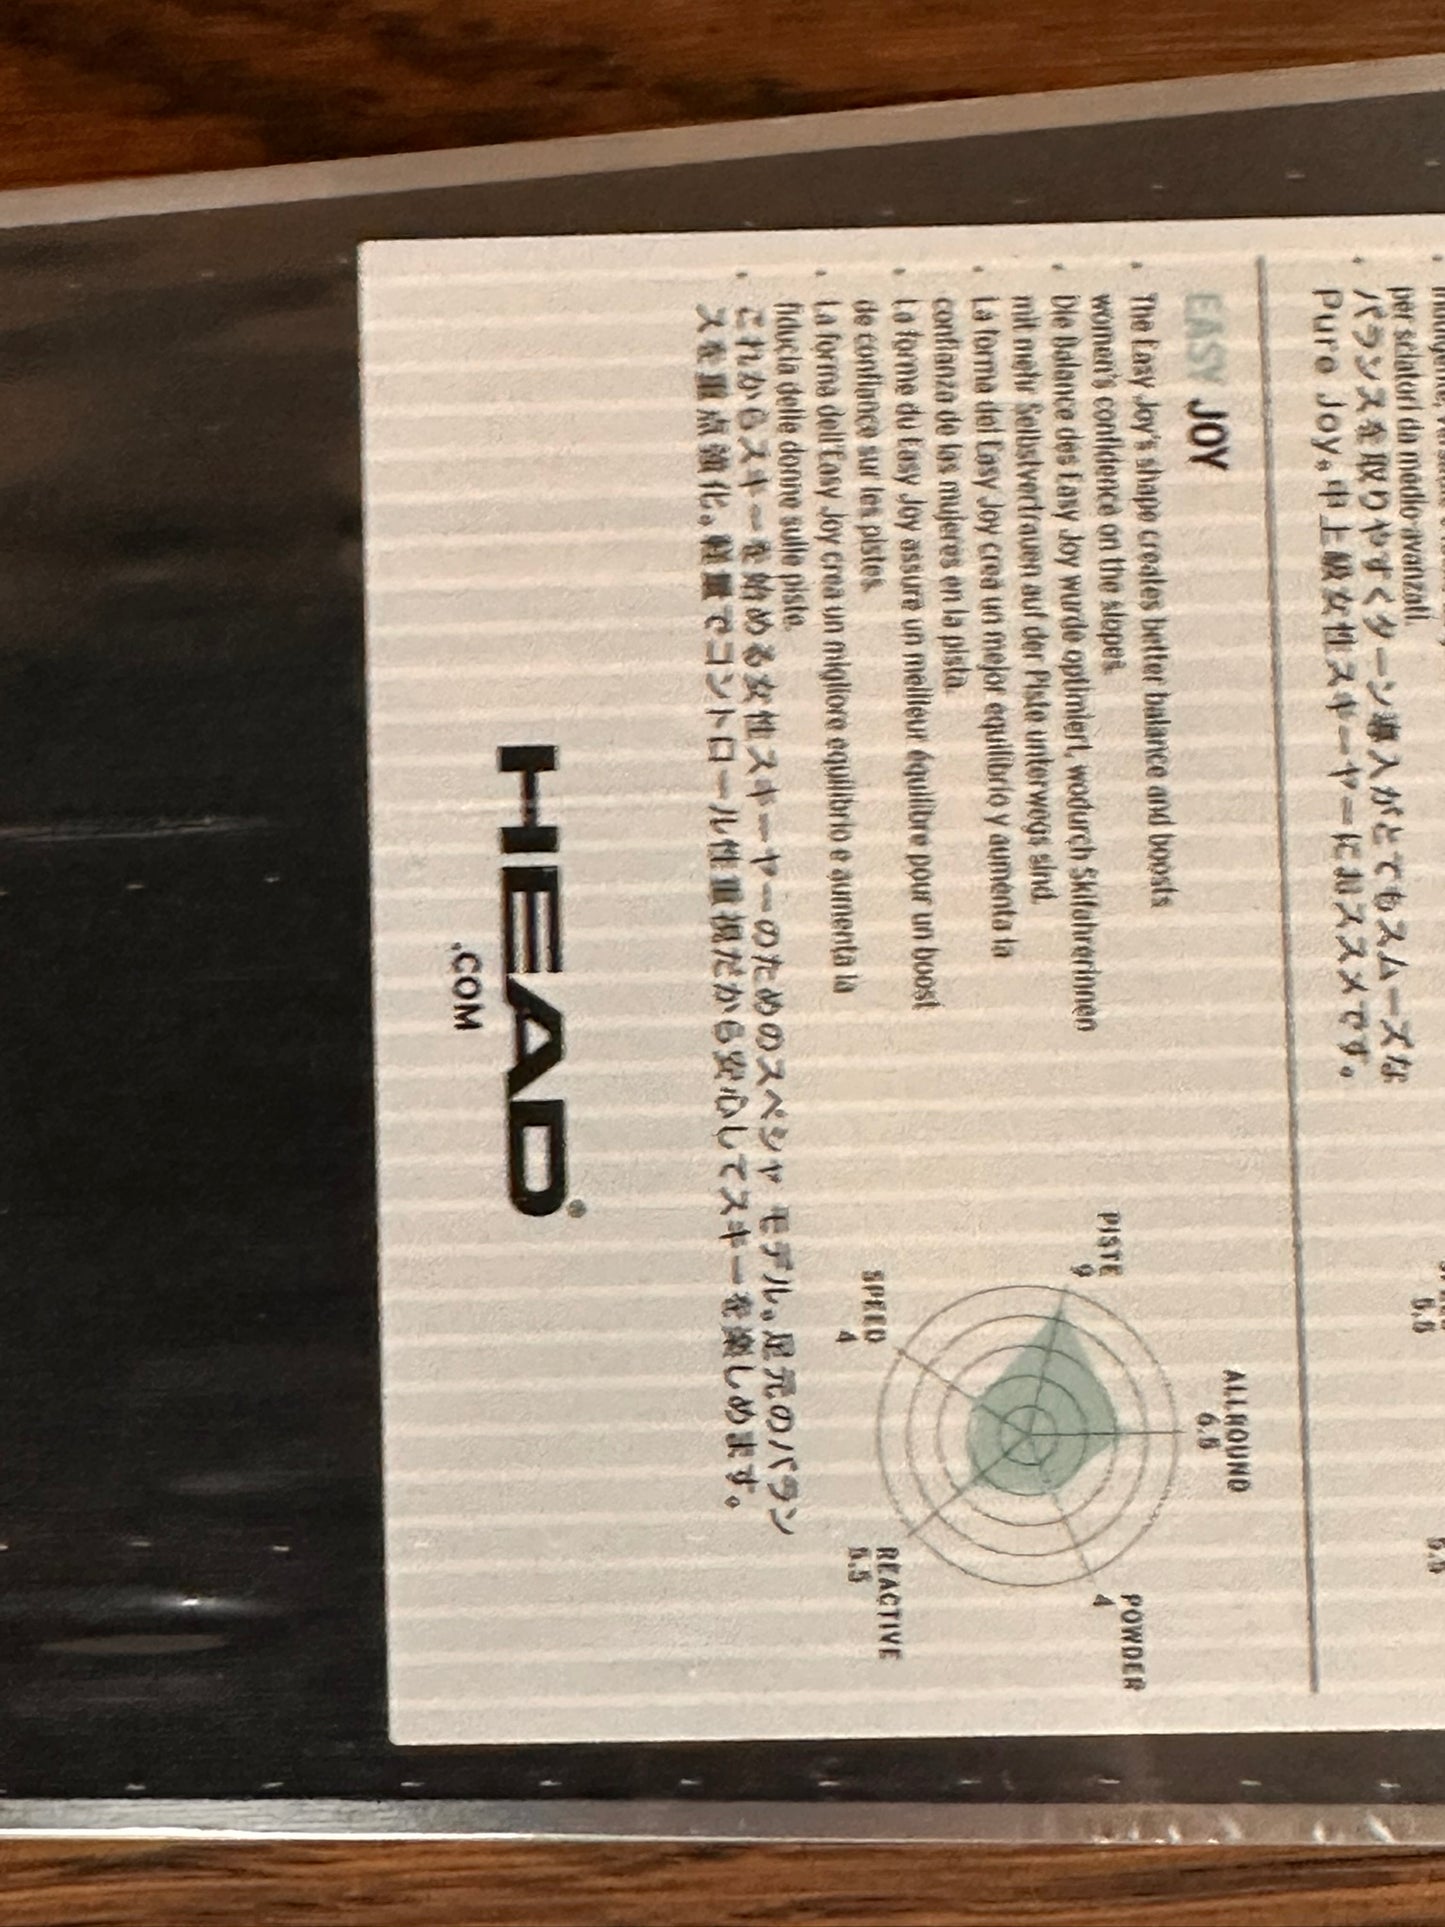 per sciatori da medio-avanzati.
バランスを取りやすくターン導入がとてもスムーズな
Pure Joy。中上級女性スキーヤーにおススメです。
5.5
5.5
EASY JOY
• The Easy Joy's shape creates better balance and boosts
women's confidence on the slopes.
• Die Balance des Easy Joy wurde optimiert, wodurch Skifahrerinnen
mit mehr Selbstvertrauen auf der Piste unterwegs sind.
• La forma del Easy Joy crea un mejor equilibrio y aumenta la
confianza de las mujeres en la pista.
• La forme du Easy Joy assure un meilleur équilibre pour un boost
de confiance sur les pistes.
• La forma dell'Easy Joy crea un migliore equilibrio e aumenta la
fiducia delle donne sulle piste.
• これからスキーを始める女性スキーヤーのためのスペシャ モデル。足元のバラン
スを重点強化。軽量でコントロール性重視だから安心してスキーを楽しめます。
ALLROUND
6.5
PISTE
9
POWDER
4
SPEED
4
REACTIVE
5.5
HEAD®
.COM